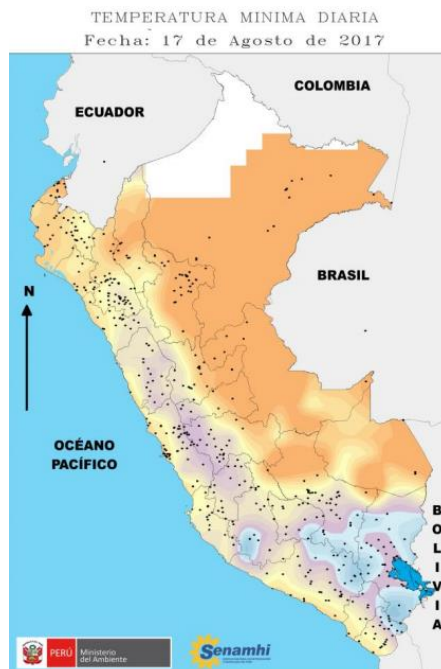 TEMPERATURA MINIMA DIARIA
Fecha: 17 de Agosto de 2017
COLOMBIA
ECUADOR
BRASIL
N
OCÉANO
PACÍFICO
BOLIVIA
PERÚ
Ministerio
del Ambiente
Senamhi